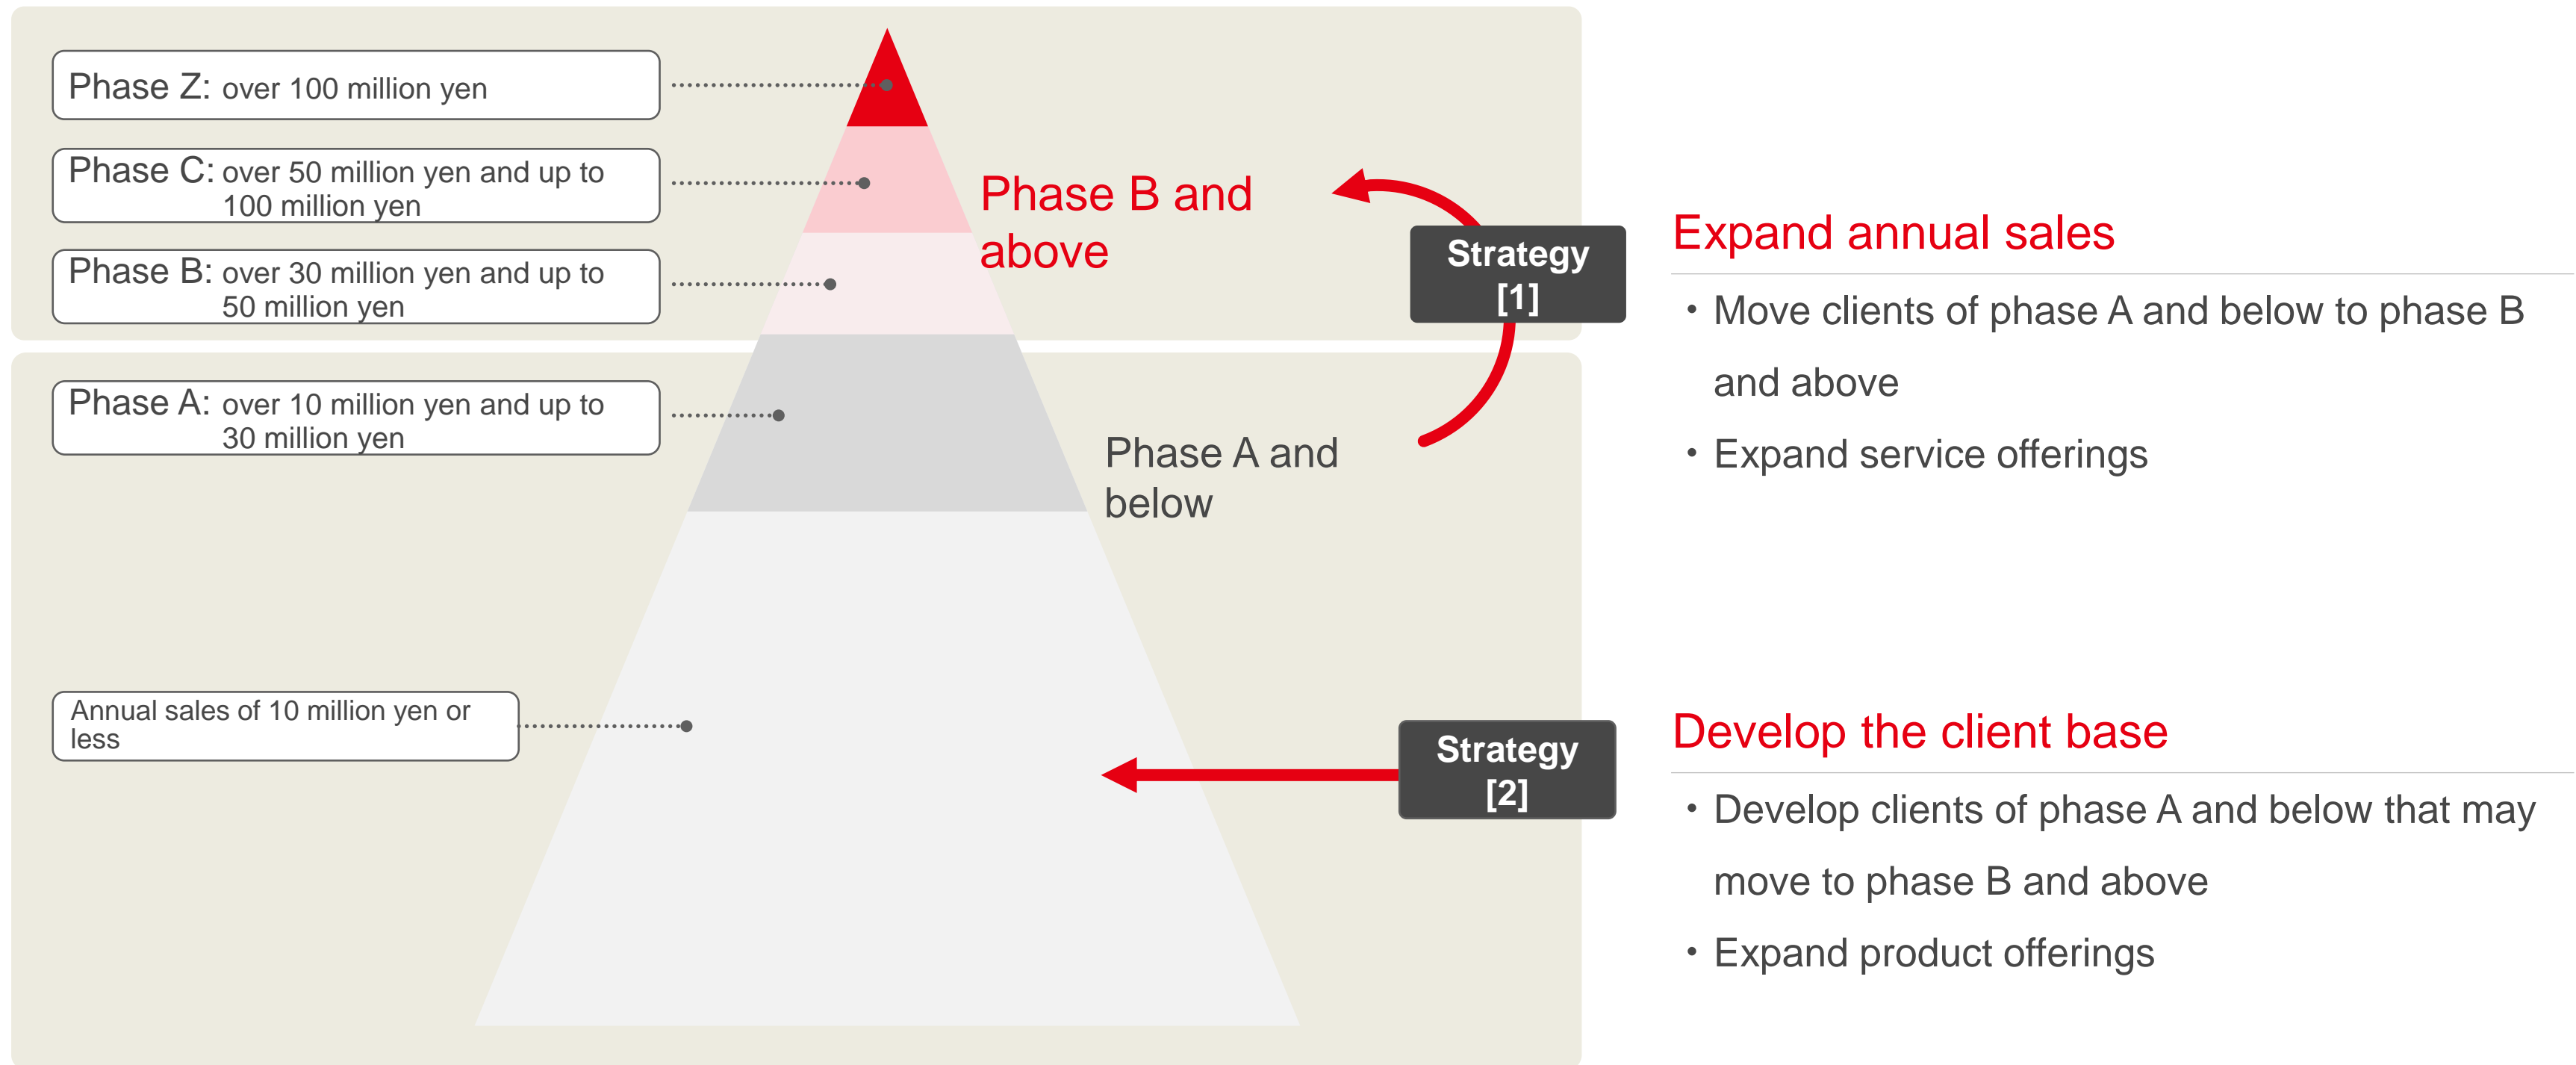 Phase Z: over 100 million yen
Phase C: over 50 million yen and up to
100 million yen
Phase B: over 30 million yen and up to
50 million yen
Phase B and
above
Phase A: over 10 million yen and up to
30 million yen
Phase A and
below
Annual sales of 10 million yen or
less
Strategy
[1]
Expand annual sales
・Move clients of phase A and below to phase B
and above
・Expand service offerings
Strategy
[2]
Develop the client base
・Develop clients of phase A and below that may
move to phase B and above
・Expand product offerings